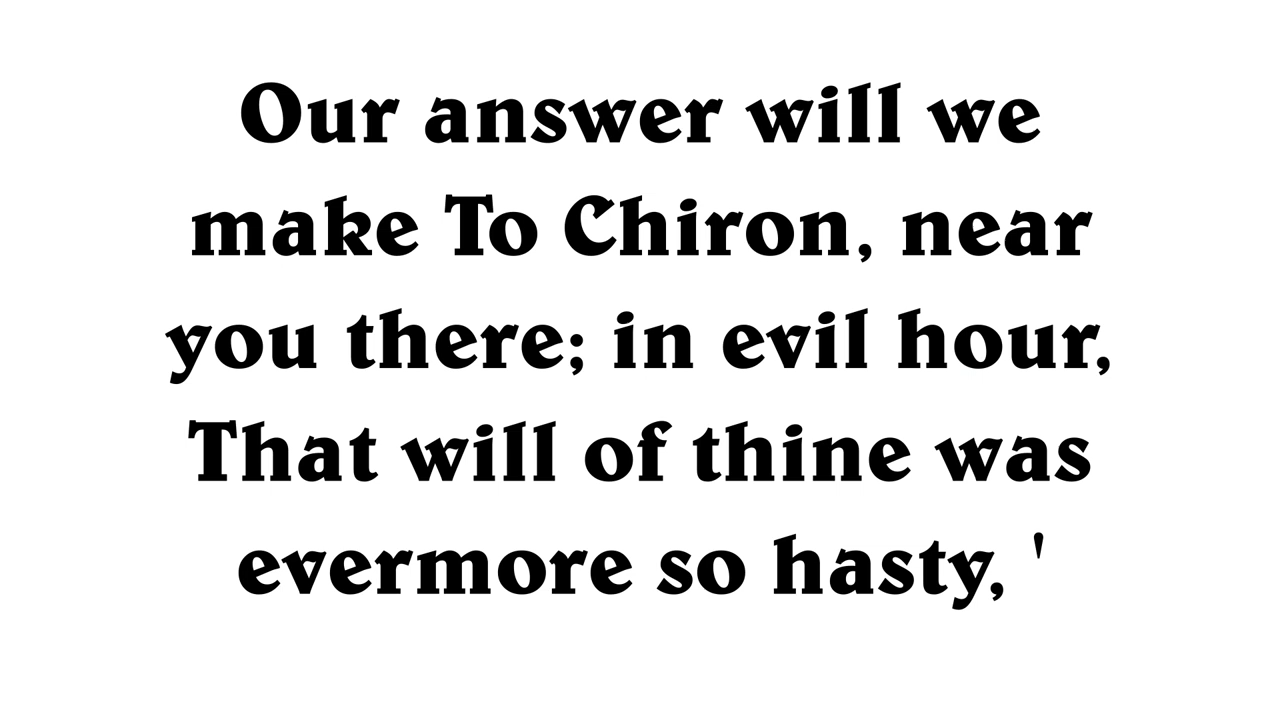 Our answer will we
make To Chiron, near
you there; in evil hour,
That will of thine was
evermore so hasty, '